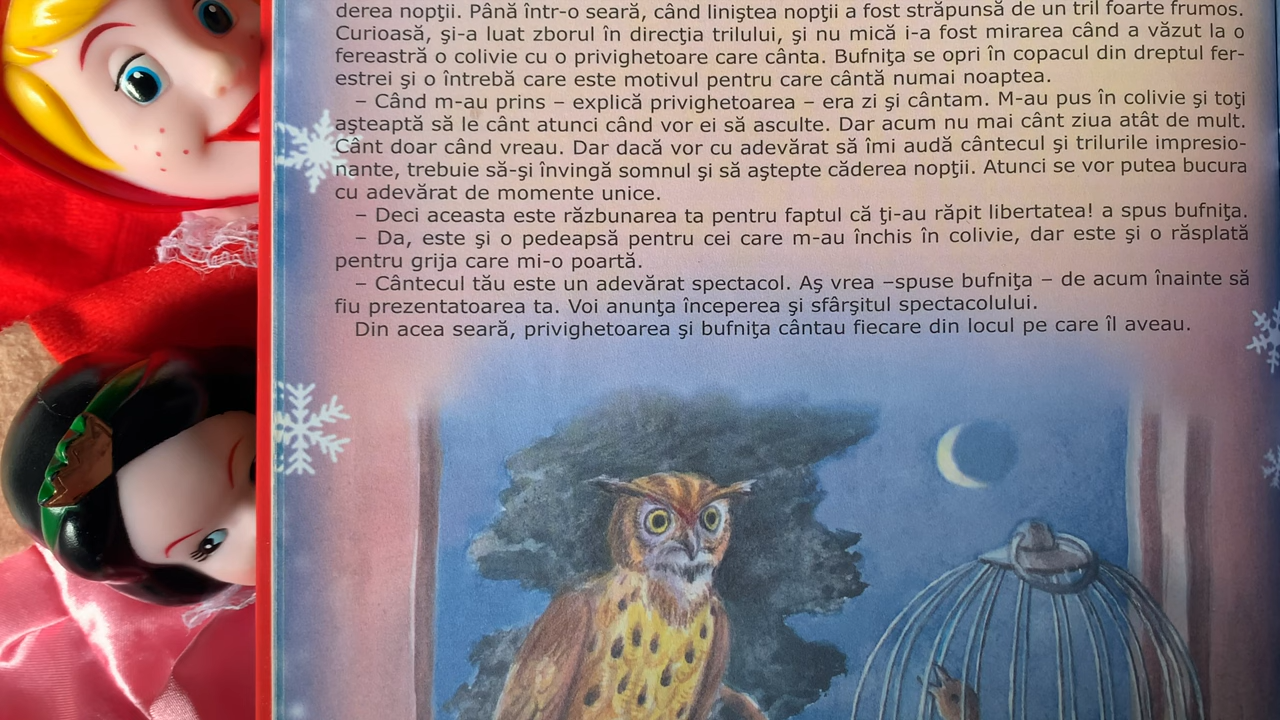 derea nopţii. Până într-o seară, când liniştea nopţii a fost străpunsă de un tril foarte frumos.
Curioasă, şi-a luat zborul în direcţia trilului, şi nu mică i-a fost mirarea când a văzut la o
fereastră o colivie cu o privighetoare care cânta. Bufniţa se opri în copacul din dreptul fer-
estrei şi o întrebă care este motivul pentru care cântă numai noaptea.
– Când m-au prins – explică privighetoarea – era zi şi cântam. M-au pus în colivie şi toţi
aşteaptă să le cânt atunci când vor ei să asculte. Dar acum nu mai cânt ziua atât de mult.
Cânt doar când vreau. Dar dacă vor cu adevărat să îmi audă cântecul şi trilurile impresio-
nante, trebuie să-şi învingă somnul şi să aştepte căderea nopţii. Atunci se vor putea bucura
cu adevărat de momente unice.
– Deci aceasta este răzbunarea ta pentru faptul că ţi-au răpit libertatea! a spus bufniţa.
– Da, este şi o pedeapsă pentru cei care m-au închis în colivie, dar este şi o răsplată
pentru grija care mi-o poartă.
– Cântecul tău este un adevărat spectacol. Aş vrea –spuse bufniţa – de acum înainte să
fiu prezentatoarea ta. Voi anunţa începerea şi sfârşitul spectacolului.
Din acea seară, privighetoarea şi bufniţa cântau fiecare din locul pe care îl aveau.